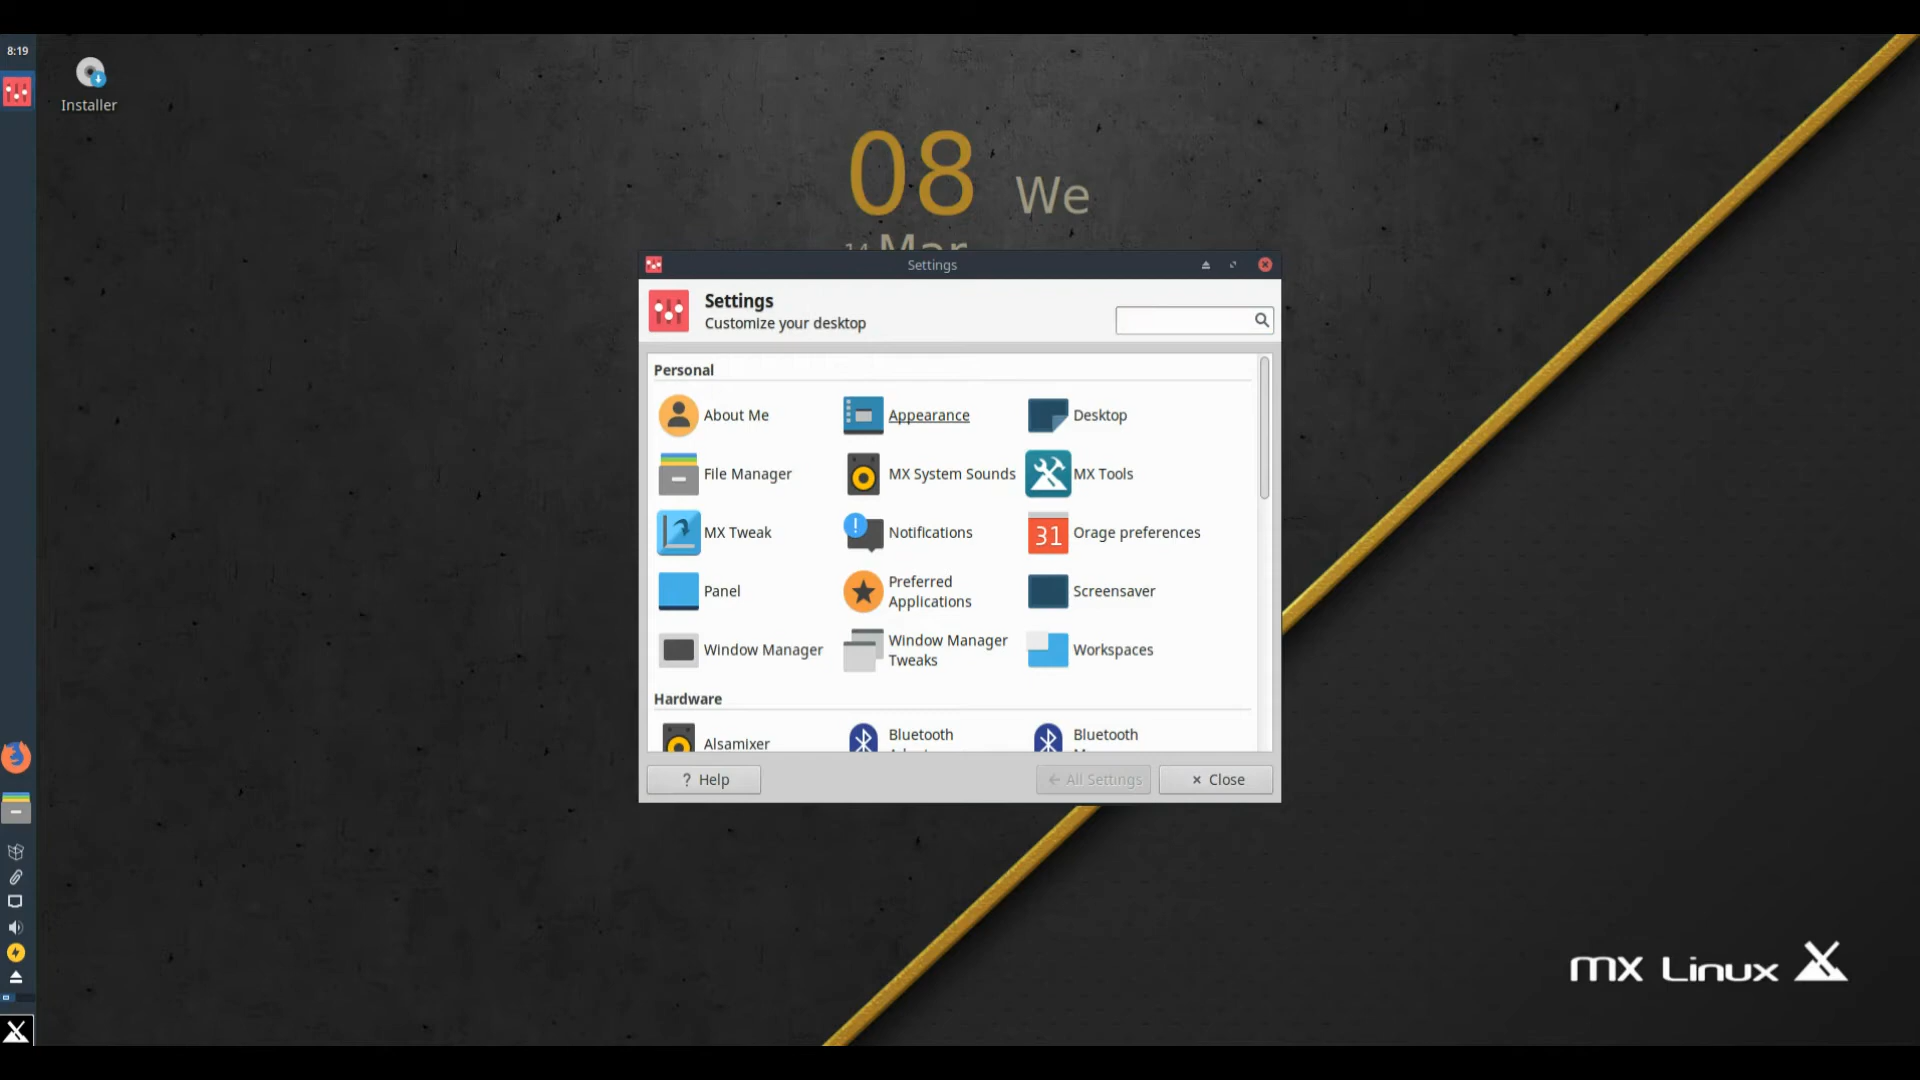 8:19
Installer
08 We
Settings
Settings
Customize your desktop
Personal
About Me
Appearance
Desktop
File Manager
MX System Sounds
MX Tools
MX Tweak
Notifications
31
Orage preferences
Panel
Preferred
Applications
Screensaver
Window Manager
Window Manager
Tweaks
Workspaces
Hardware
Alsamixer
Bluetooth
Bluetooth
? Help
All Settings
Close
MX Linux